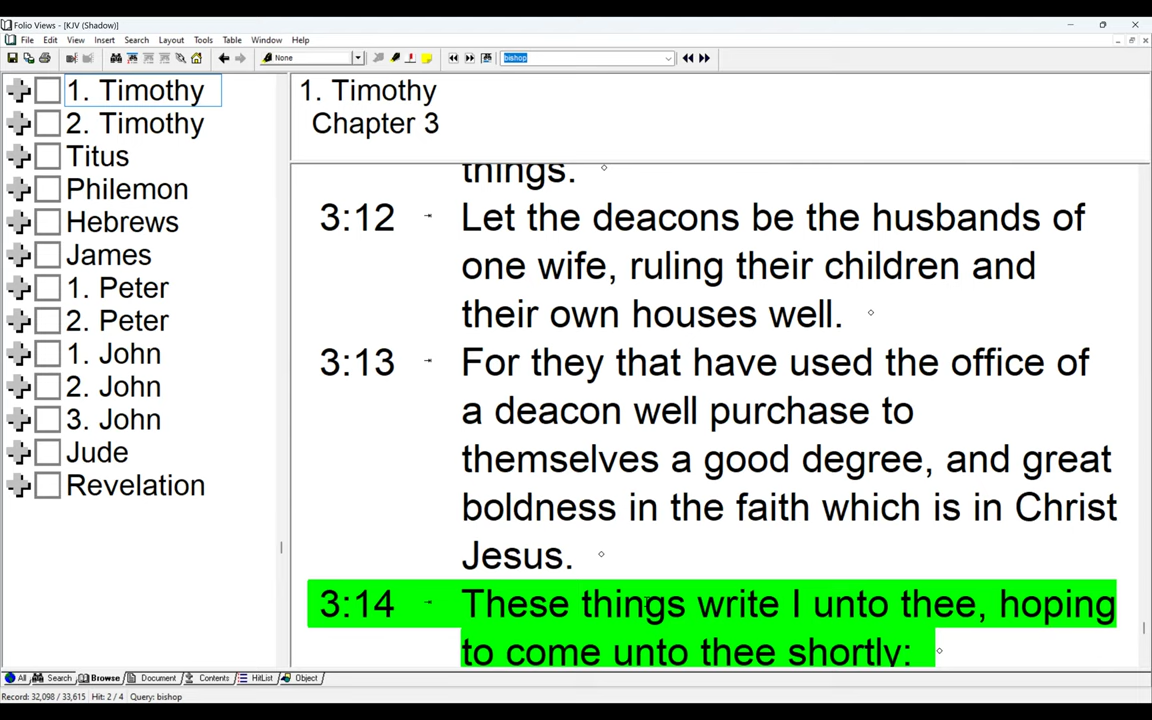 Folio Views - [KJV (Shadow)]
File Edit View Insert Search Layout Tools Table Window Help
None bishop
1. Timothy
2. Timothy
Titus
Philemon
Hebrews
James
1. Peter
2. Peter
1. John
2. John
3. John
Jude
Revelation
1. Timothy
Chapter 3
things.
3:12 Let the deacons be the husbands of
one wife, ruling their children and
their own houses well.
3:13 For they that have used the office of
a deacon well purchase to
themselves a good degree, and great
boldness in the faith which is in Christ
Jesus.
3:14 These things write I unto thee, hoping
to come unto thee shortly:
All Search Browse Document Contents HitList Object
Record: 32,098 / 33,615 Hit: 2 / 4 Query: bishop